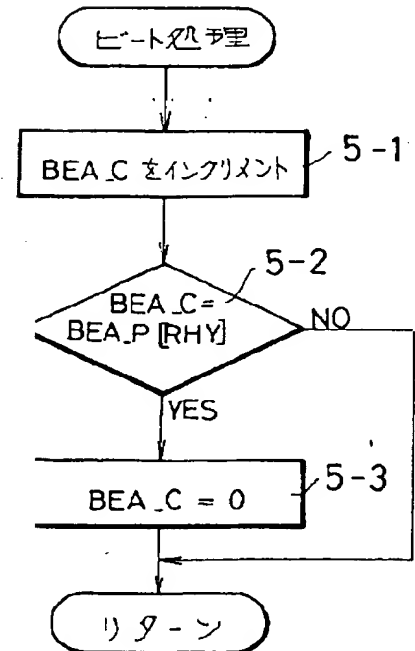 ビート処理
BEA_C をインクリメント
5-1
5-2
BEA_C=
BEA_P [RHY]
NO
YES
BEA_C = 0
5-3
リターン